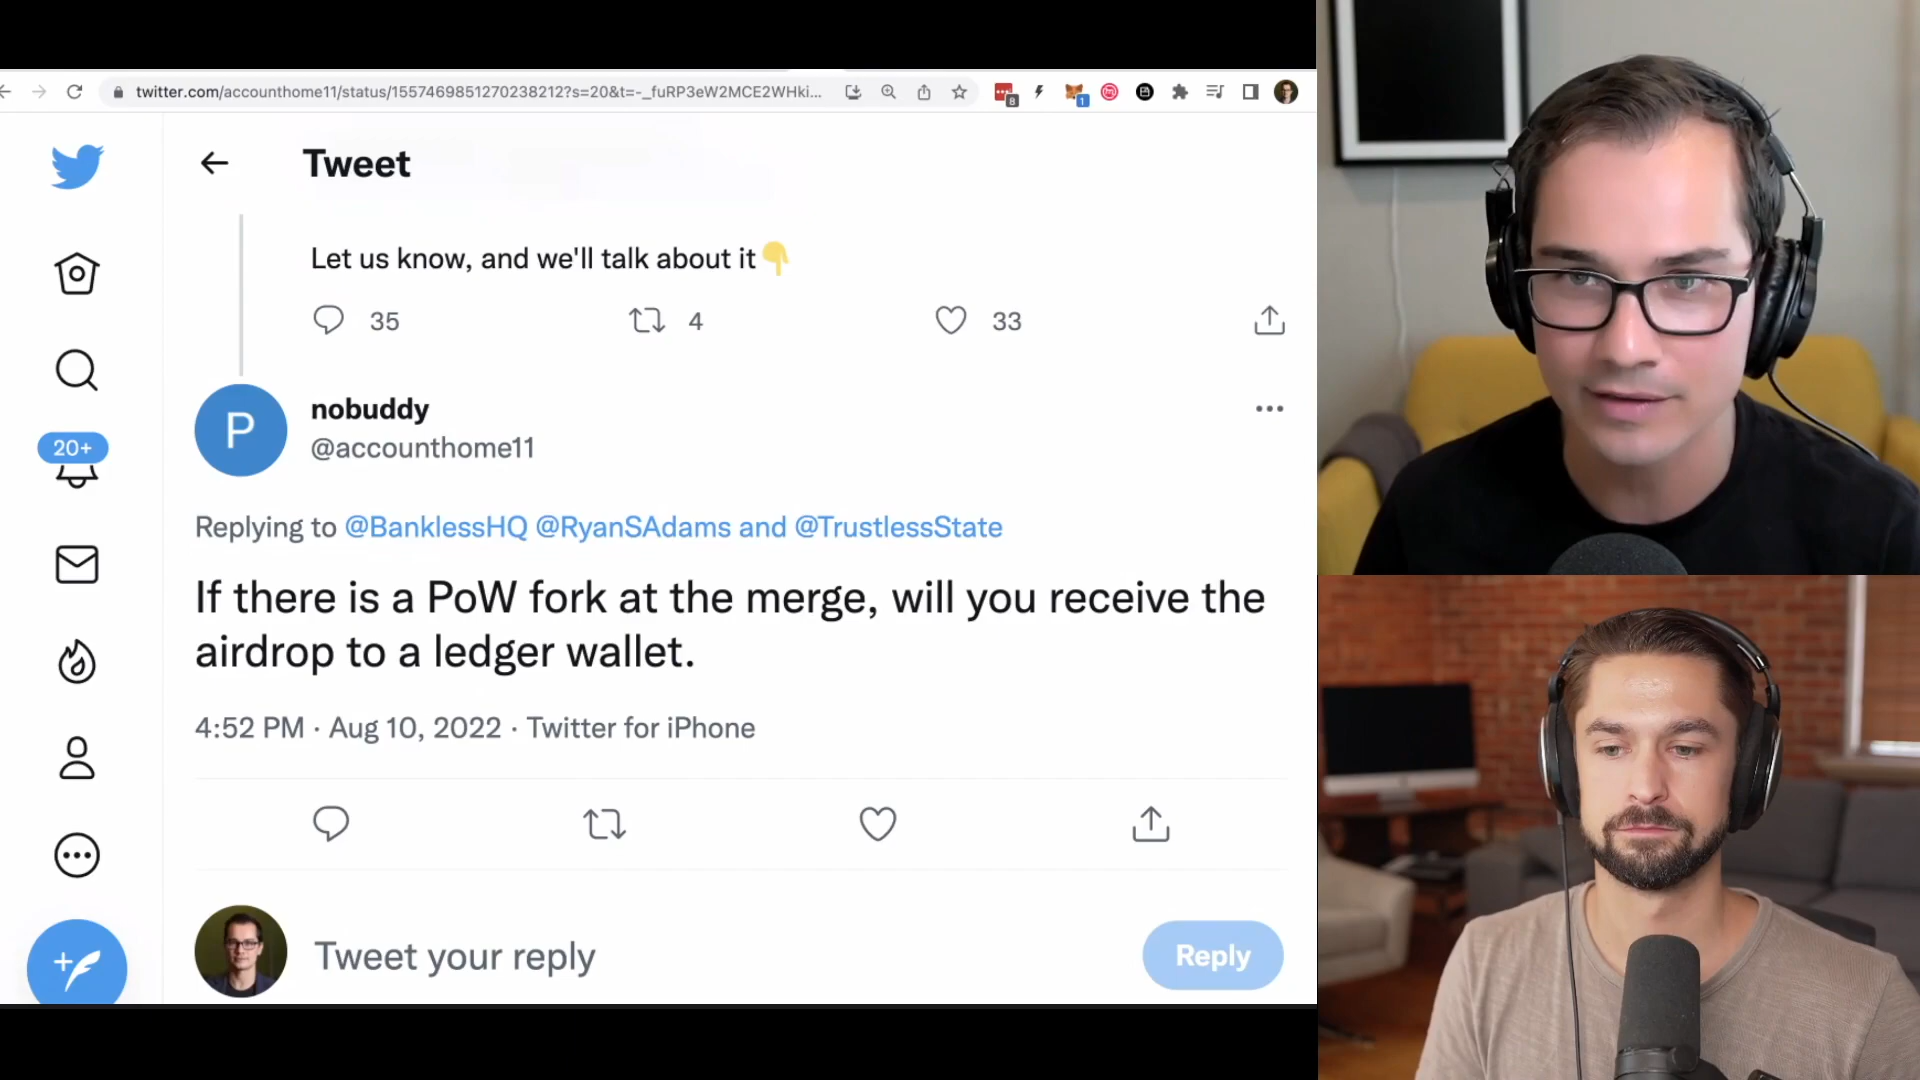 twitter.com/accounthome11/status/1557469851270238212?s=20&t=-_fuRP3eW2MCE2WHki...
8
1
Tweet
Let us know, and we'll talk about it👇
35
4
33
20+
P
nobuddy
@accounthome11
Replying to @BanklessHQ @RyanSAdams and @TrustlessState
If there is a PoW fork at the merge, will you receive the
airdrop to a ledger wallet.
4:52 PM · Aug 10, 2022 · Twitter for iPhone
Tweet your reply
Reply